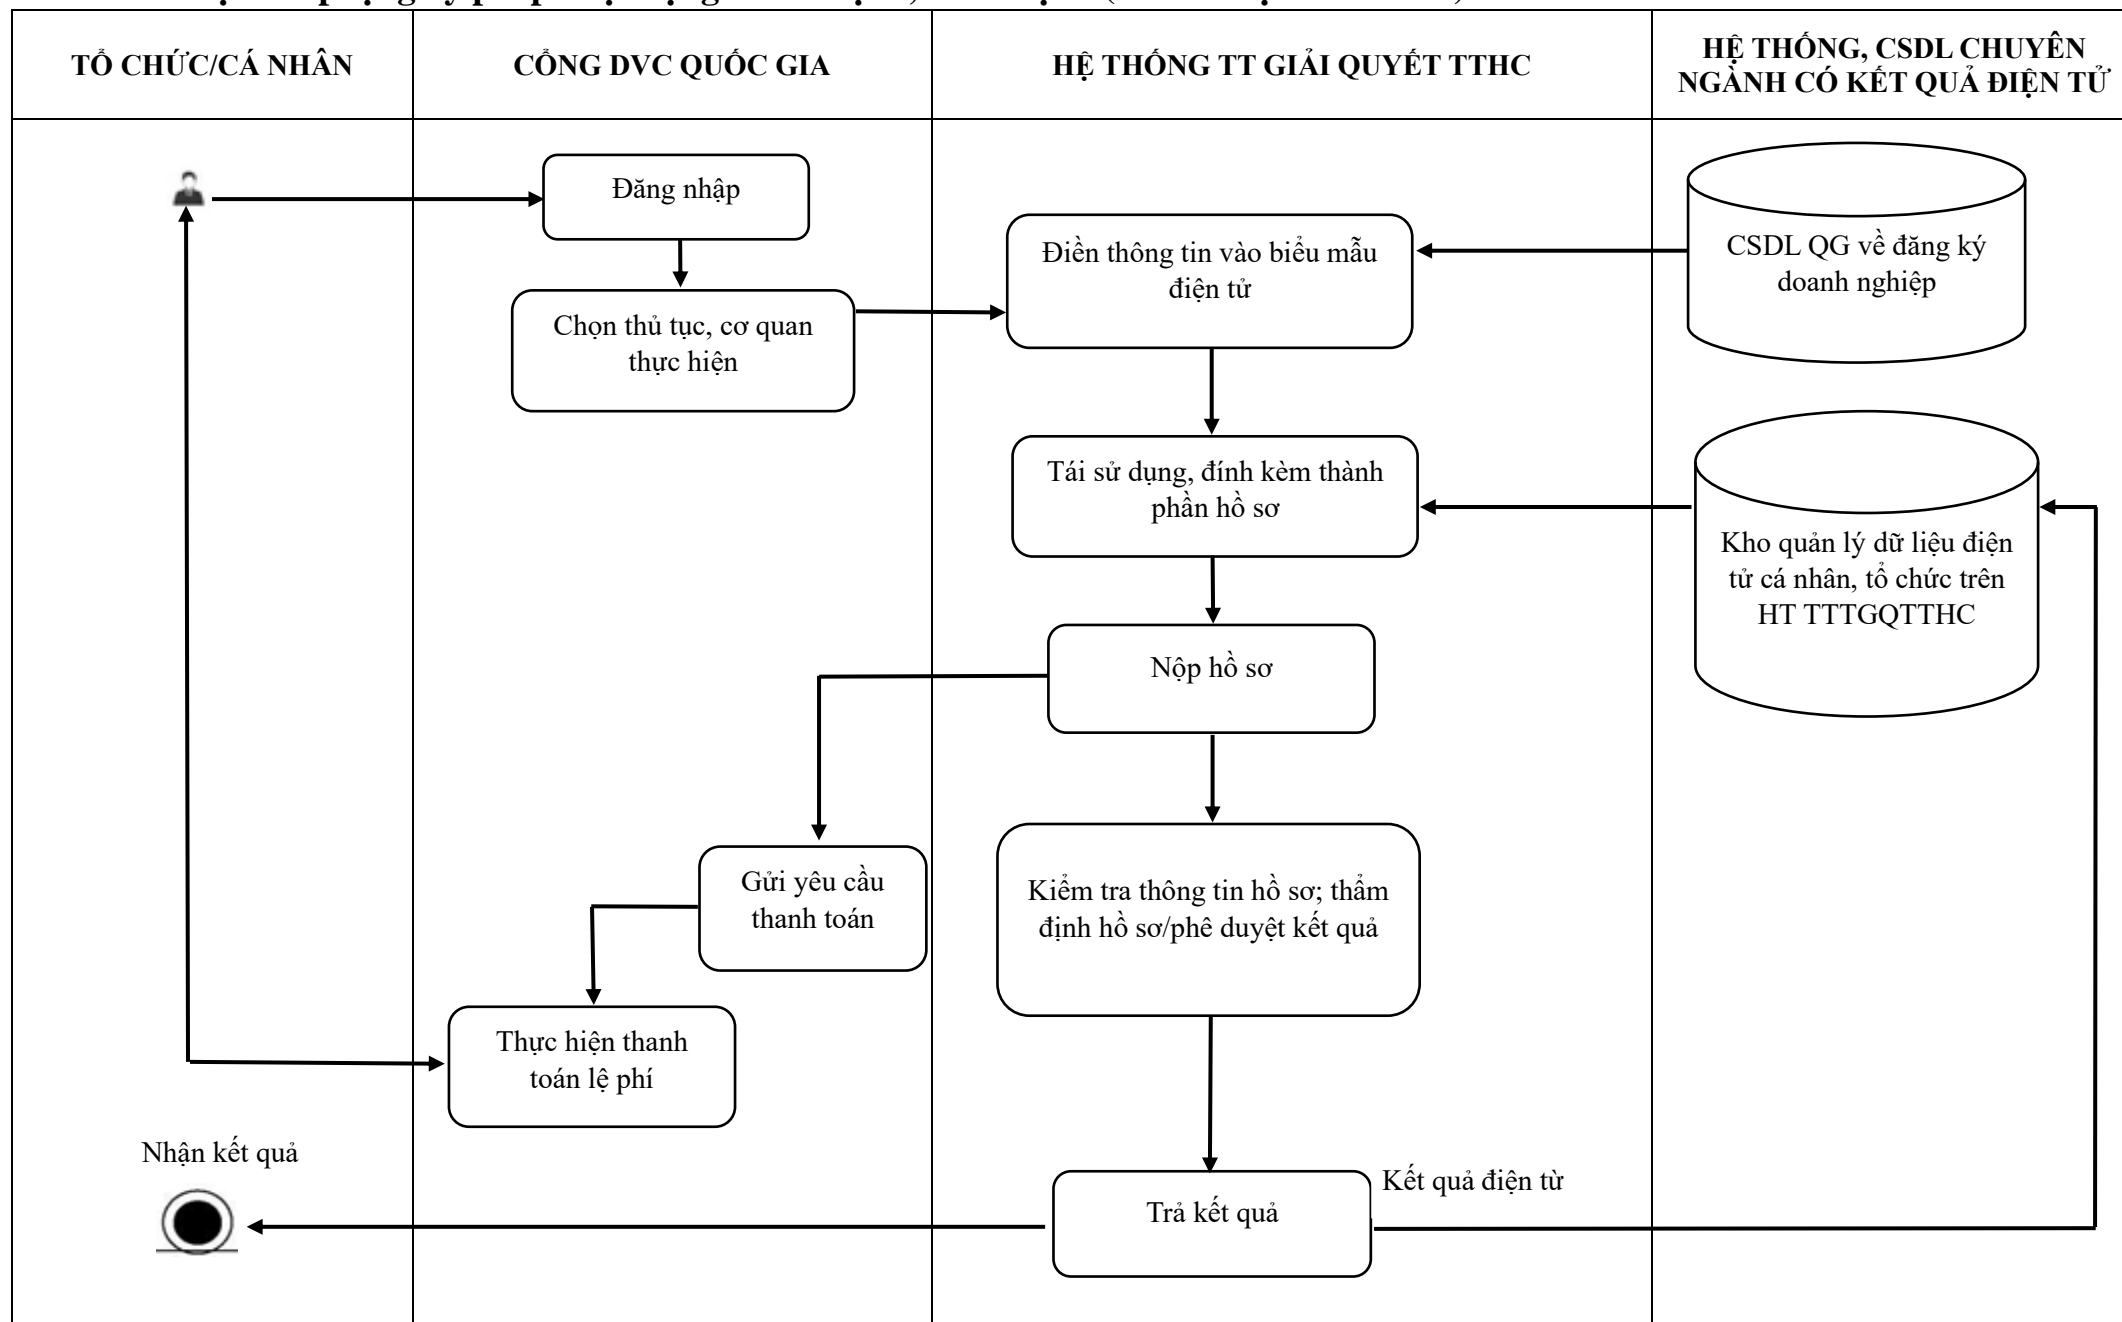 TỔ CHỨC/CÁ NHÂN
CỔNG DVC QUỐC GIA
HỆ THỐNG TT GIẢI QUYẾT TTHC
HỆ THỐNG, CSDL CHUYÊN
NGÀNH CÓ KẾT QUẢ ĐIỆN TỬ
Đăng nhập
Chọn thủ tục, cơ quan
thực hiện
Điền thông tin vào biểu mẫu
điện tử
CSDL QG về đăng ký
doanh nghiệp
Tái sử dụng, đính kèm thành
phần hồ sơ
Kho quản lý dữ liệu điện
tử cá nhân, tổ chức trên
HT TTTGQTTHC
Nộp hồ sơ
Gửi yêu cầu
thanh toán
Kiểm tra thông tin hồ sơ; thẩm
định hồ sơ/phê duyệt kết quả
Thực hiện thanh
toán lệ phí
Nhận kết quả
Trả kết quả
Kết quả điện từ